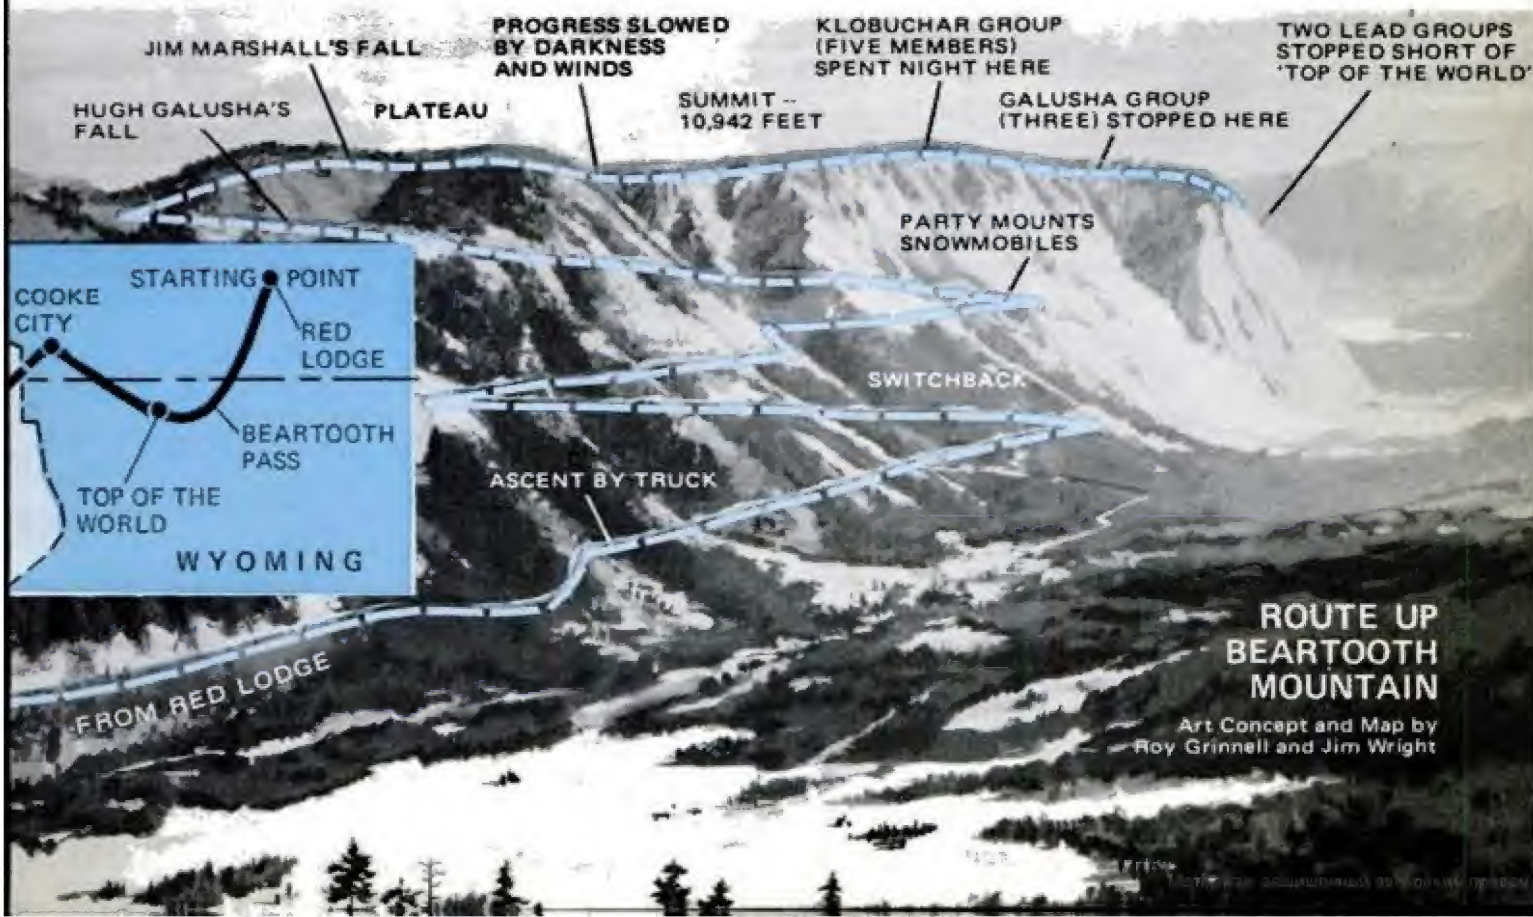 JIM MARSHALL'S FALL
PROGRESS SLOWED
BY DARKNESS
AND WINDS
KLOBUCHAR GROUP
(FIVE MEMBERS)
SPENT NIGHT HERE
TWO LEAD GROUPS
STOPPED SHORT OF
'TOP OF THE WORLD'
HUGH GALUSHA'S
FALL
PLATEAU
SUMMIT --
10,942 FEET
GALUSHA GROUP
(THREE) STOPPED HERE
PARTY MOUNTS
SNOWMOBILES
STARTING POINT
COOKE
CITY
RED
LODGE
SWITCHBACK
BEARTOOTH
PASS
TOP OF THE
WORLD
WYOMING
ASCENT BY TRUCK
FROM RED LODGE
ROUTE UP
BEARTOOTH
MOUNTAIN
Art Concept and Map by
Roy Grinnell and Jim Wright